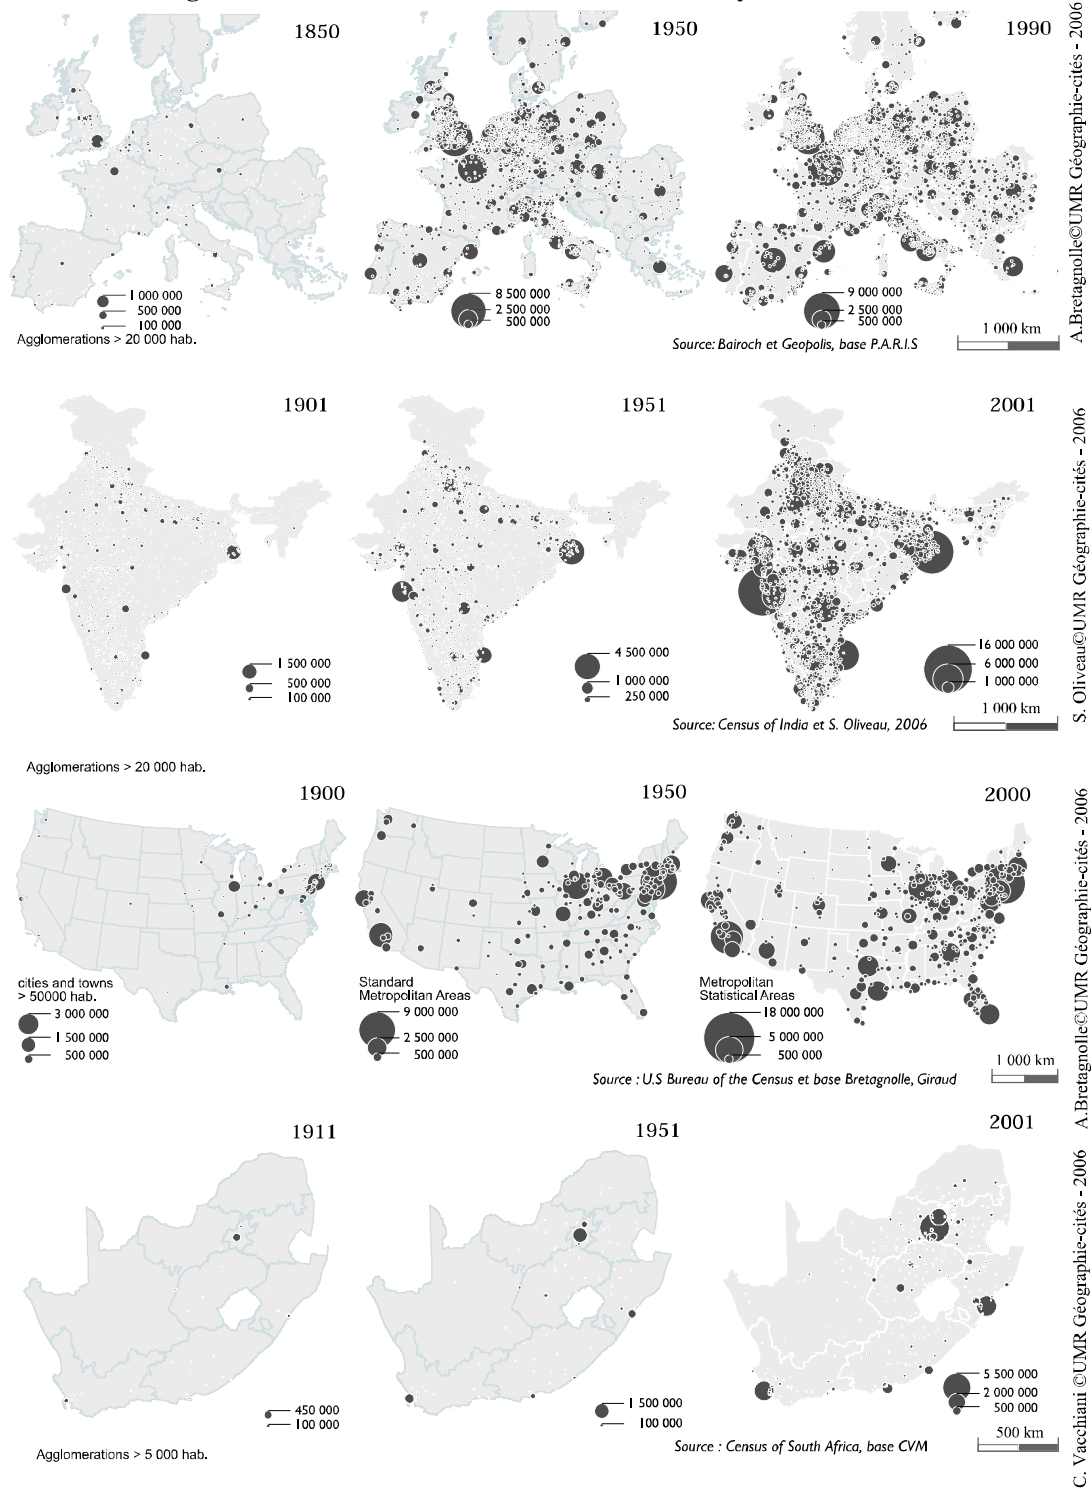 1850
1950
1990
1 000 000
500 000
100 000
Agglomerations > 20 000 hab.
8 500 000
2 500 000
500 000
9 000 000
2 500 000
500 000
1 000 km
Source: Bairoch et Geopolis, base P.A.R.I.S
A.Bretagnolle©UMR Géographie-cités - 2006
1901
1951
2001
1 500 000
500 000
100 000
4 500 000
1 000 000
250 000
16 000 000
6 000 000
1 000 000
1 000 km
Source: Census of India et S. Oliveau, 2006
S. Oliveau©UMR Géographie-cités - 2006
Agglomerations > 20 000 hab.
1900
1950
2000
cities and towns
> 50000 hab.
3 000 000
1 500 000
500 000
Standard
Metropolitan Areas
9 000 000
2 500 000
500 000
Metropolitan
Statistical Areas
18 000 000
5 000 000
500 000
1 000 km
Source : U.S Bureau of the Census et base Bretagnolle, Giraud
A.Bretagnolle©UMR Géographie-cités - 2006
1911
1951
2001
450 000
100 000
1 500 000
100 000
5 500 000
2 000 000
500 000
500 km
Agglomerations > 5 000 hab.
Source : Census of South Africa, base CVM
C. Vacchiani ©UMR Géographie-cités - 2006